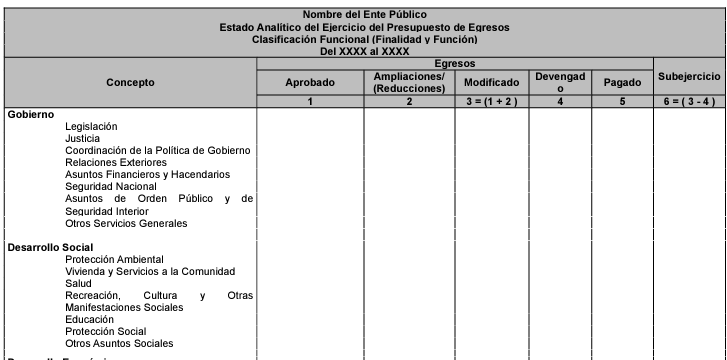 Nombre del Ente Público
Estado Analítico del Ejercicio del Presupuesto de Egresos
Clasificación Funcional (Finalidad y Función)
Del XXXX al XXXX
Egresos
Concepto
Aprobado
Ampliaciones/
(Reducciones)
Modificado
Devengad
o
Pagado
Subejercicio
1
2
3 = (1 + 2 )
4
5
6 = ( 3 - 4 )
Gobierno
Legislación
Justicia
Coordinación de la Política de Gobierno
Relaciones Exteriores
Asuntos Financieros y Hacendarios
Seguridad Nacional
Asuntos de Orden Público y de
Seguridad Interior
Otros Servicios Generales
Desarrollo Social
Protección Ambiental
Vivienda y Servicios a la Comunidad
Salud
Recreación, Cultura y Otras
Manifestaciones Sociales
Educación
Protección Social
Otros Asuntos Sociales